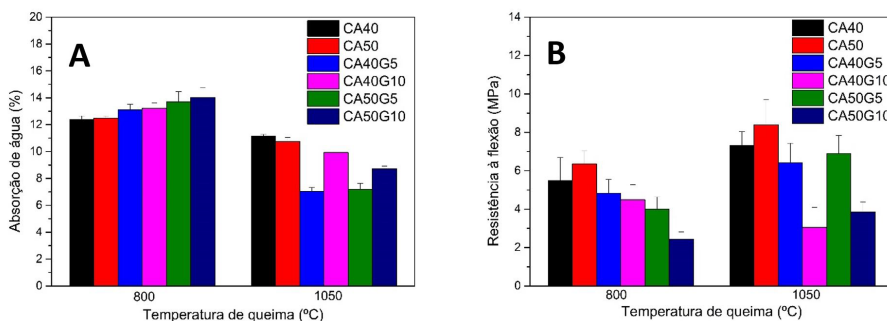 A
CA40
CA50
CA40G5
CA40G10
CA50G5
CA50G10
20
18
16
14
12
10
8
6
4
2
0
Absorção de água (%)
800
1050
Temperatura de queima (ºC)
B
CA40
CA50
CA40G5
CA40G10
CA50G5
CA50G10
14
12
10
8
6
4
2
0
Resistência à flexão (MPa)
800
1050
Temperatura de queima (ºC)